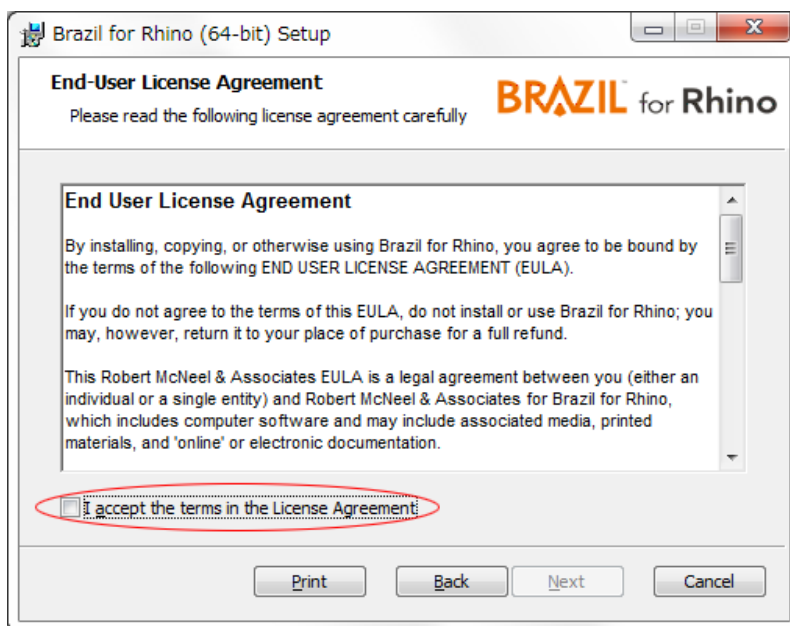 Brazil for Rhino (64-bit) Setup
End-User License Agreement
Please read the following license agreement carefully
BRAZIL™ for Rhino
End User License Agreement
By installing, copying, or otherwise using Brazil for Rhino, you agree to be bound by
the terms of the following END USER LICENSE AGREEMENT (EULA).
If you do not agree to the terms of this EULA, do not install or use Brazil for Rhino; you
may, however, return it to your place of purchase for a full refund.
This Robert McNeel & Associates EULA is a legal agreement between you (either an
individual or a single entity) and Robert McNeel & Associates for Brazil for Rhino,
which includes computer software and may include associated media, printed
materials, and 'online' or electronic documentation.
I accept the terms in the License Agreement
Print
Back
Next
Cancel